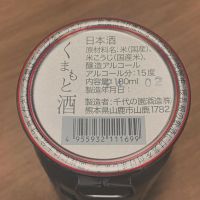 日本酒
くまもと酒
原材料名:米(国産)、
米こうじ(国産米)、
醸造アルコール
アルコール分:15度
内容量:180ml
製造年月日:
製造者:千代の園酒造㈱
熊本県山鹿市山鹿1782
4935932111699